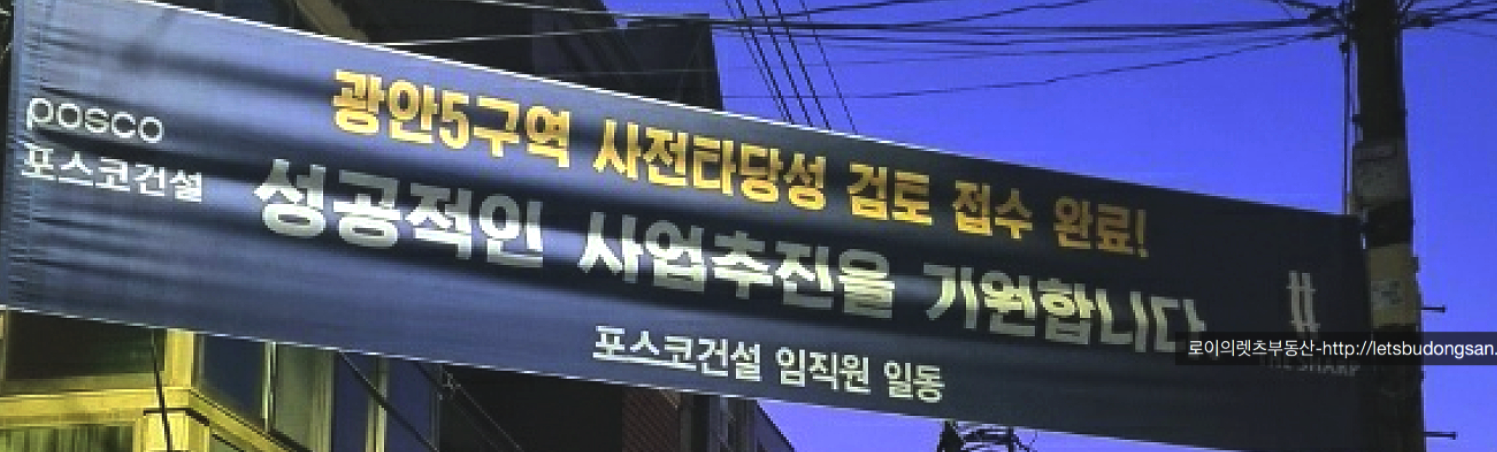 posco
포스코건설
광안5구역 사전타당성 검토 접수 완료!
성공적인 사업추진을 기원합니다
포스코건설 임직원 일동
로이의렛츠부동산-http://letsbudongsan.
THE SHARP